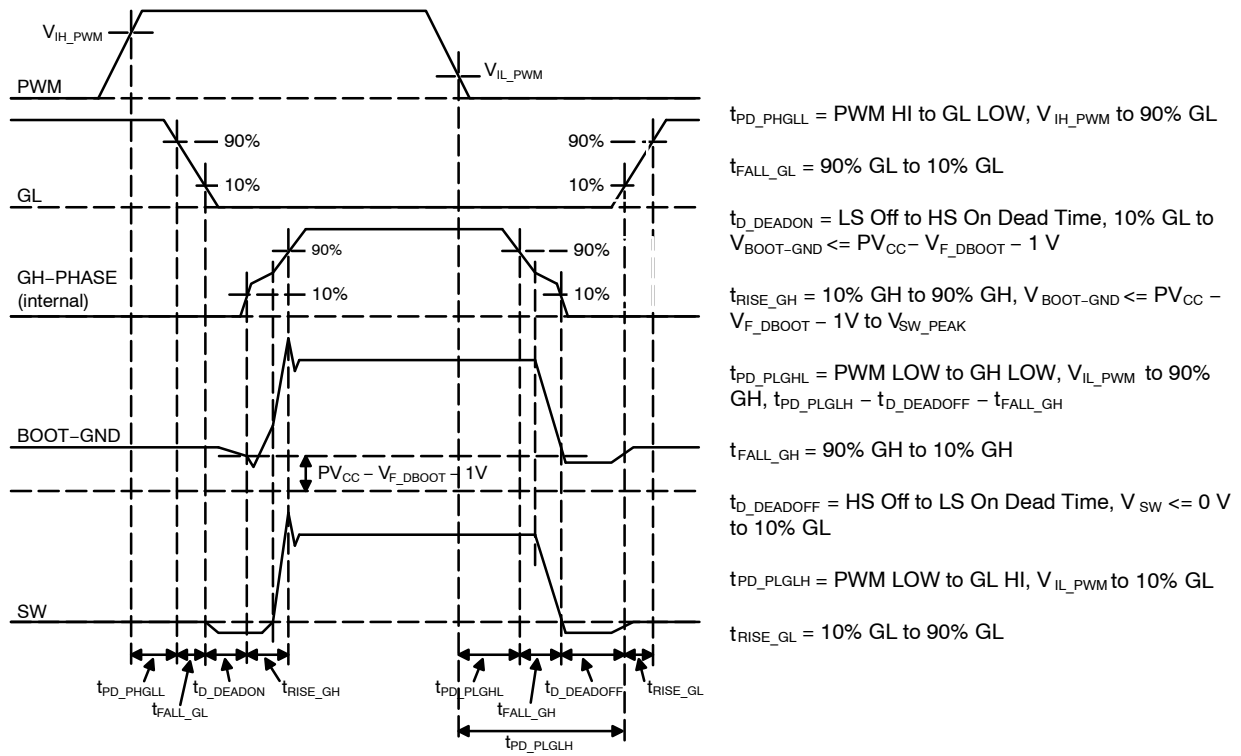 V_IH_PWM
V_IL_PWM
PWM
90%
90%
10%
10%
GL
90%
90%
GH−PHASE
(internal)
10%
10%
BOOT−GND
PV_CC − V_F_DBOOT − 1V
SW
t_PD_PHGLL
t_FALL_GL
t_D_DEADON
t_RISE_GH
t_PD_PLGHL
t_FALL_GH
t_D_DEADOFF
t_RISE_GL
t_PD_PLGLH
t_PD_PHGLL = PWM HI to GL LOW, V_IH_PWM to 90% GL
t_FALL_GL = 90% GL to 10% GL
t_D_DEADON = LS Off to HS On Dead Time, 10% GL to
V_BOOT−GND <= PV_CC − V_F_DBOOT − 1 V
t_RISE_GH = 10% GH to 90% GH, V_BOOT−GND <= PV_CC −
V_F_DBOOT − 1V to V_SW_PEAK
t_PD_PLGHL = PWM LOW to GH LOW, V_IL_PWM to 90%
GH, t_PD_PLGLH − t_D_DEADOFF − t_FALL_GH
t_FALL_GH = 90% GH to 10% GH
t_D_DEADOFF = HS Off to LS On Dead Time, V_SW <= 0 V
to 10% GL
t_PD_PLGLH = PWM LOW to GL HI, V_IL_PWM to 10% GL
t_RISE_GL = 10% GL to 90% GL